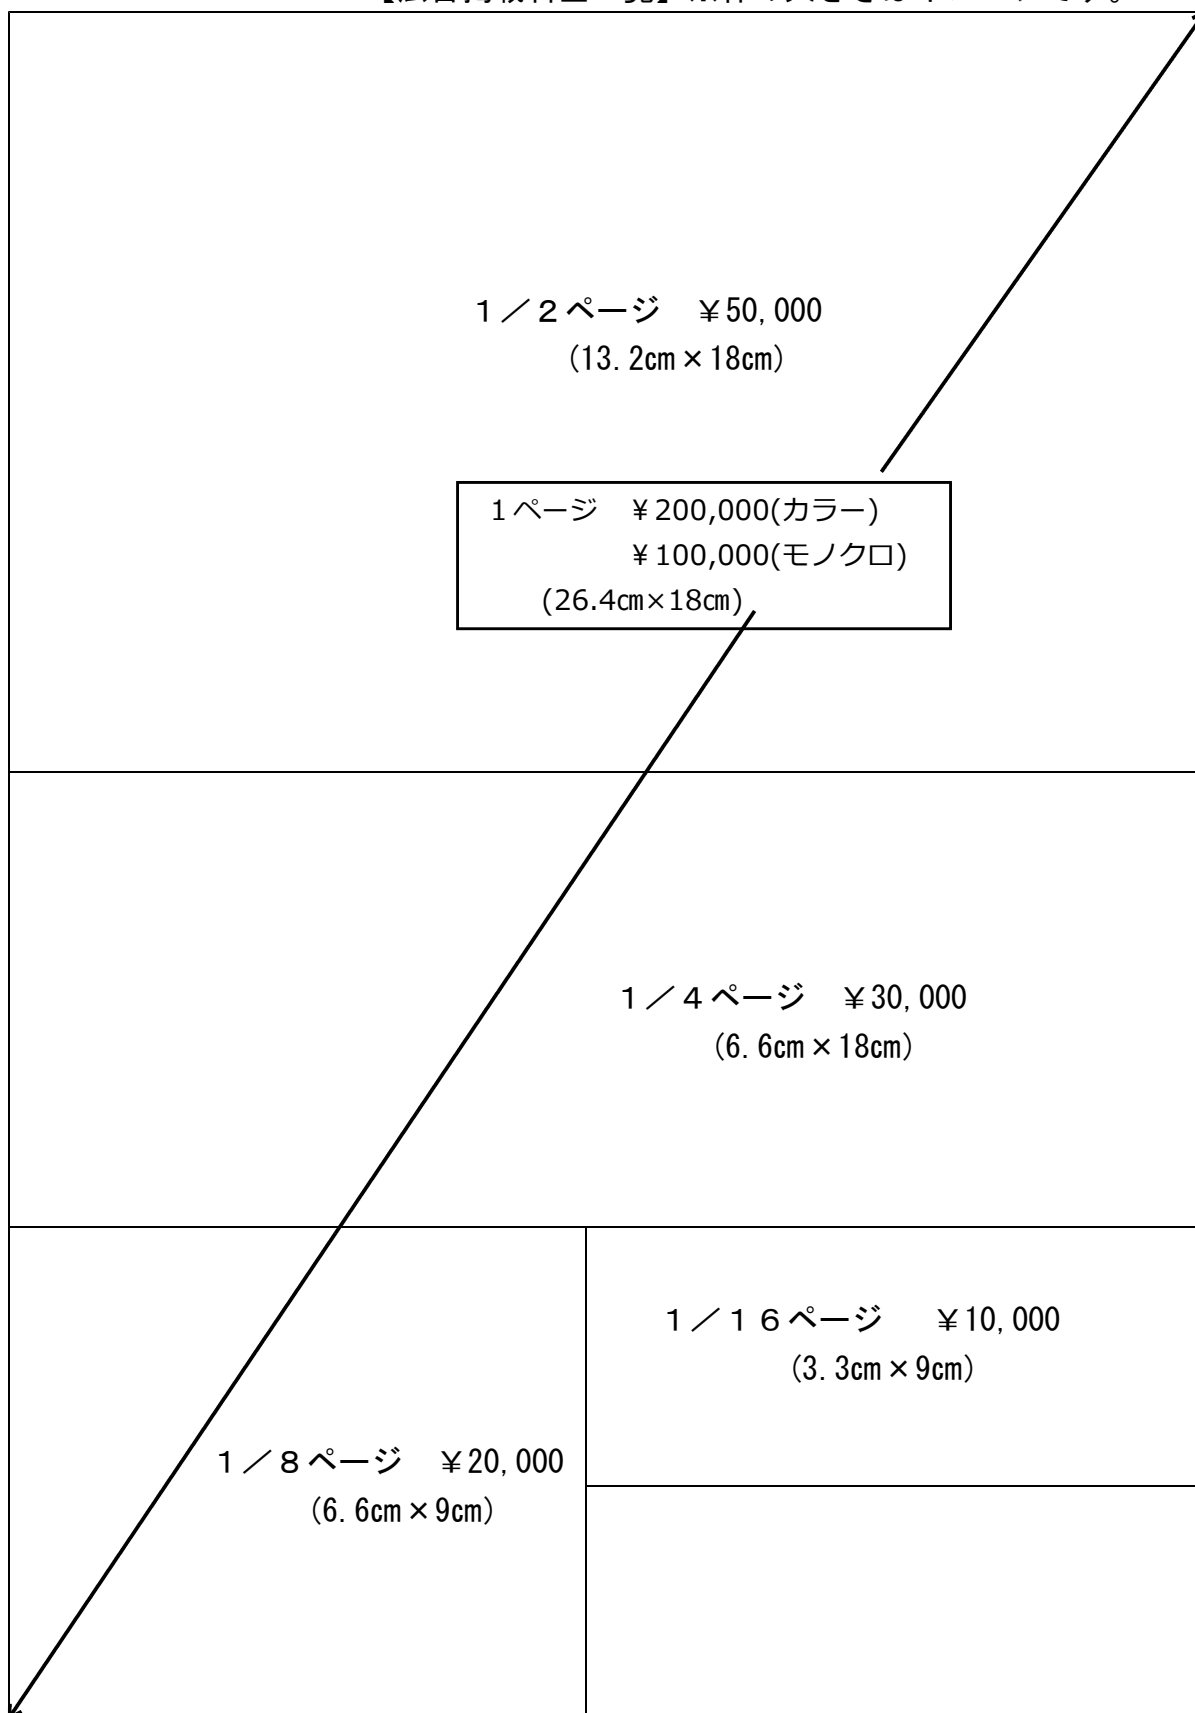 １／２ページ　￥50,000
(13.2㎝×18㎝)
１ページ　￥200,000(カラー)
￥100,000(モノクロ)
(26.4㎝×18㎝)
１／４ページ　￥30,000
(6.6㎝×18㎝)
１／１６ページ　￥10,000
(3.3㎝×9㎝)
１／８ページ　￥20,000
(6.6㎝×9㎝)